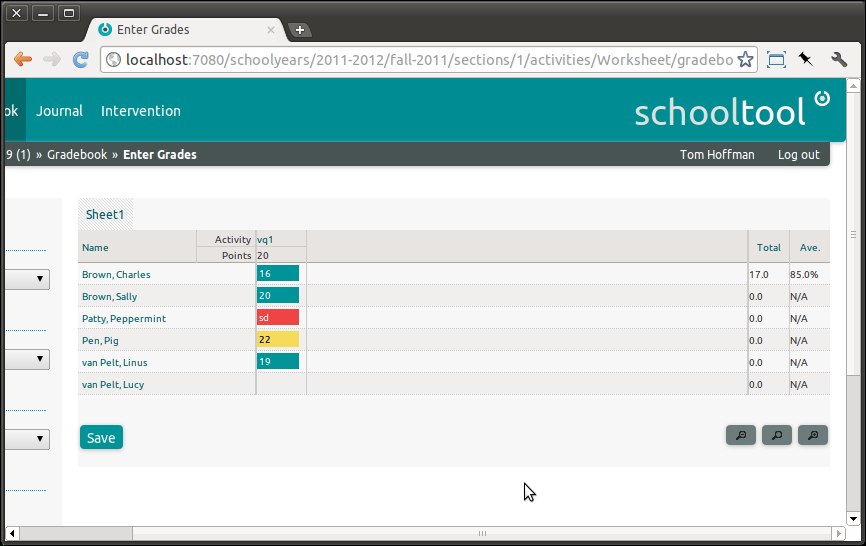 Enter Grades
localhost:7080/schoolyears/2011-2012/fall-2011/sections/1/activities/Worksheet/gradebo
ok Journal Intervention
schooltool
9 (1) » Gradebook » Enter Grades Tom Hoffman Log out
Sheet1
Name Activity vq1 Total Ave.
Points 20
Brown, Charles 16 17.0 85.0%
Brown, Sally 20 0.0 N/A
Patty, Peppermint sd 0.0 N/A
Pen, Pig 22 0.0 N/A
van Pelt, Linus 19 0.0 N/A
van Pelt, Lucy 0.0 N/A
Save